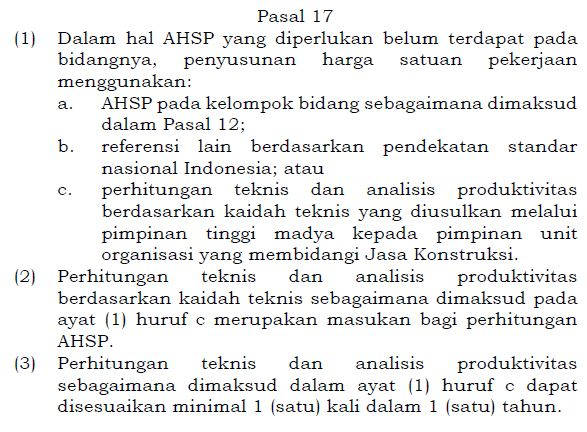 Pasal 17
(1) Dalam hal AHSP yang diperlukan belum terdapat pada
bidangnya, penyusunan harga satuan pekerjaan
menggunakan:
a. AHSP pada kelompok bidang sebagaimana dimaksud
dalam Pasal 12;
b. referensi lain berdasarkan pendekatan standar
nasional Indonesia; atau
c. perhitungan teknis dan analisis produktivitas
berdasarkan kaidah teknis yang diusulkan melalui
pimpinan tinggi madya kepada pimpinan unit
organisasi yang membidangi Jasa Konstruksi.
(2) Perhitungan teknis dan analisis produktivitas
berdasarkan kaidah teknis sebagaimana dimaksud pada
ayat (1) huruf c merupakan masukan bagi perhitungan
AHSP.
(3) Perhitungan teknis dan analisis produktivitas
sebagaimana dimaksud dalam ayat (1) huruf c dapat
disesuaikan minimal 1 (satu) kali dalam 1 (satu) tahun.